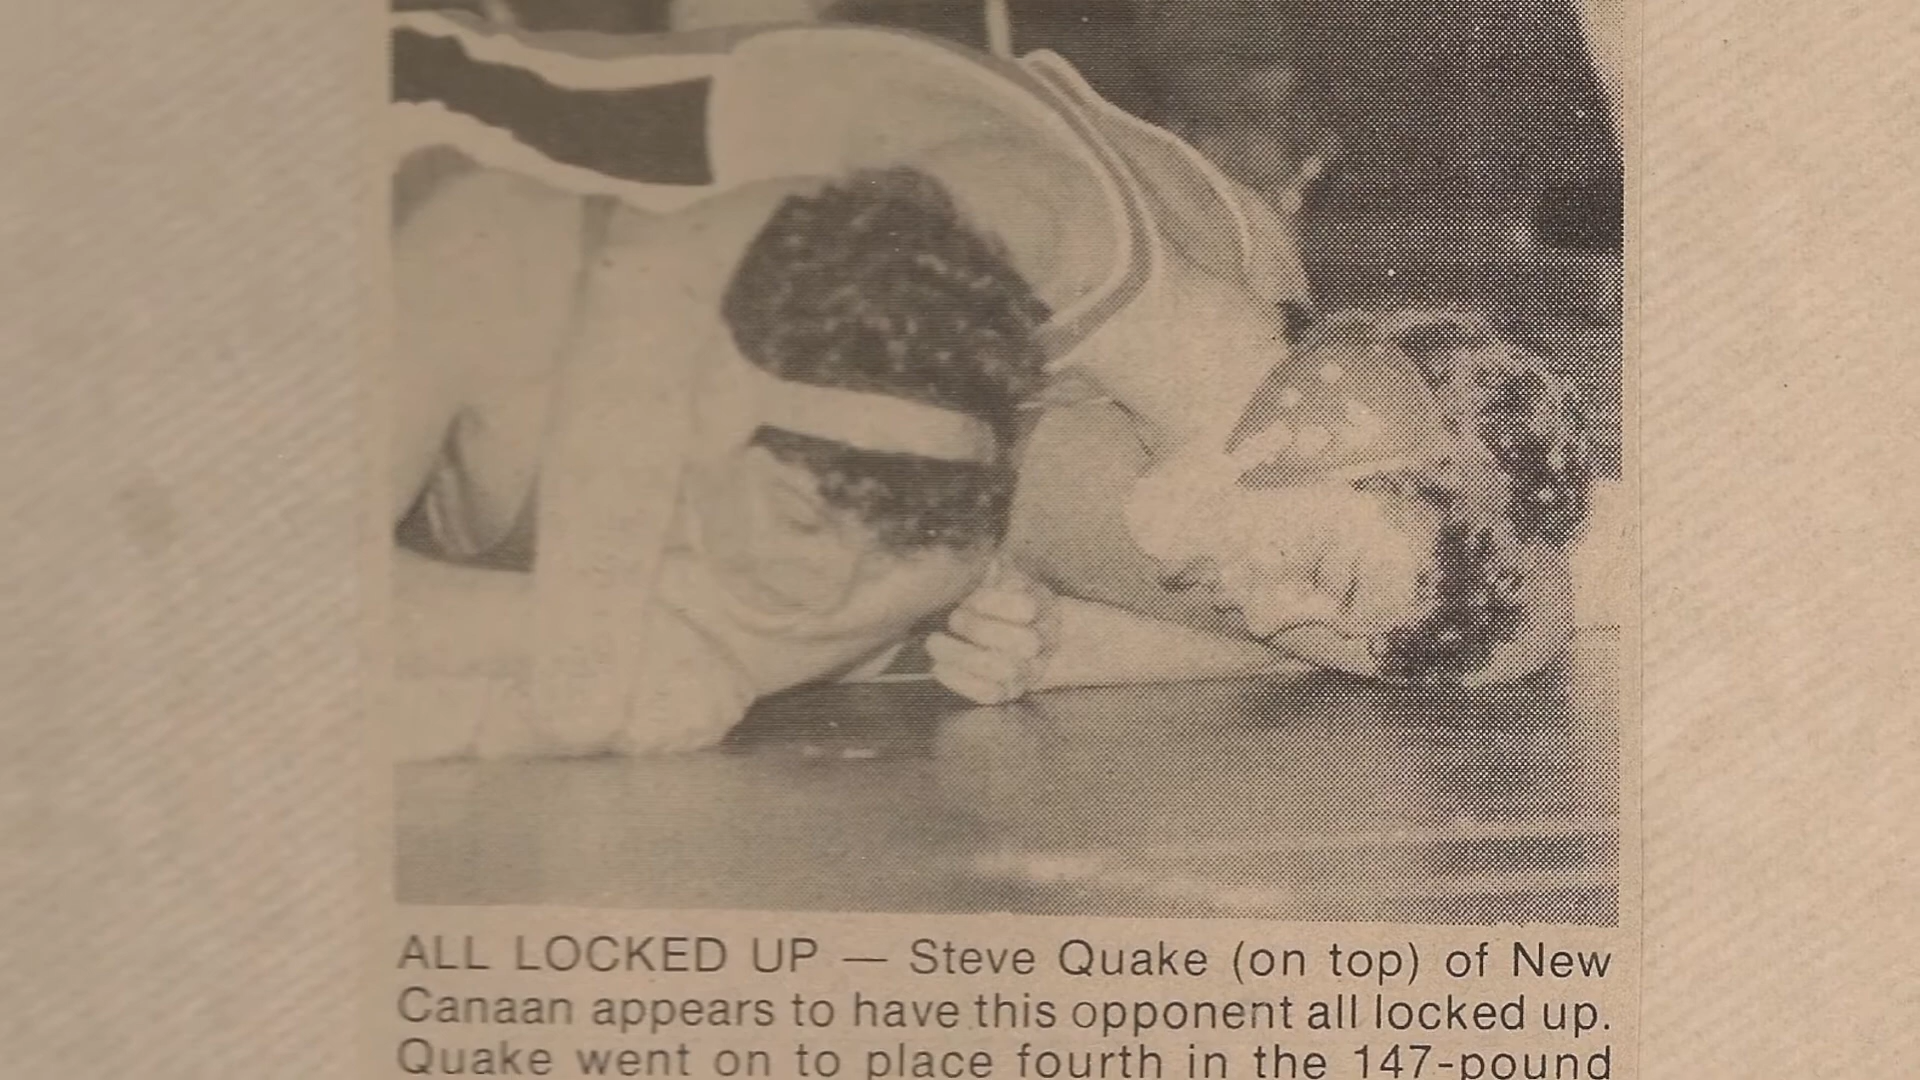 ALL LOCKED UP — Steve Quake (on top) of New
Canaan appears to have this opponent all locked up.
Quake went on to place fourth in the 147-pound